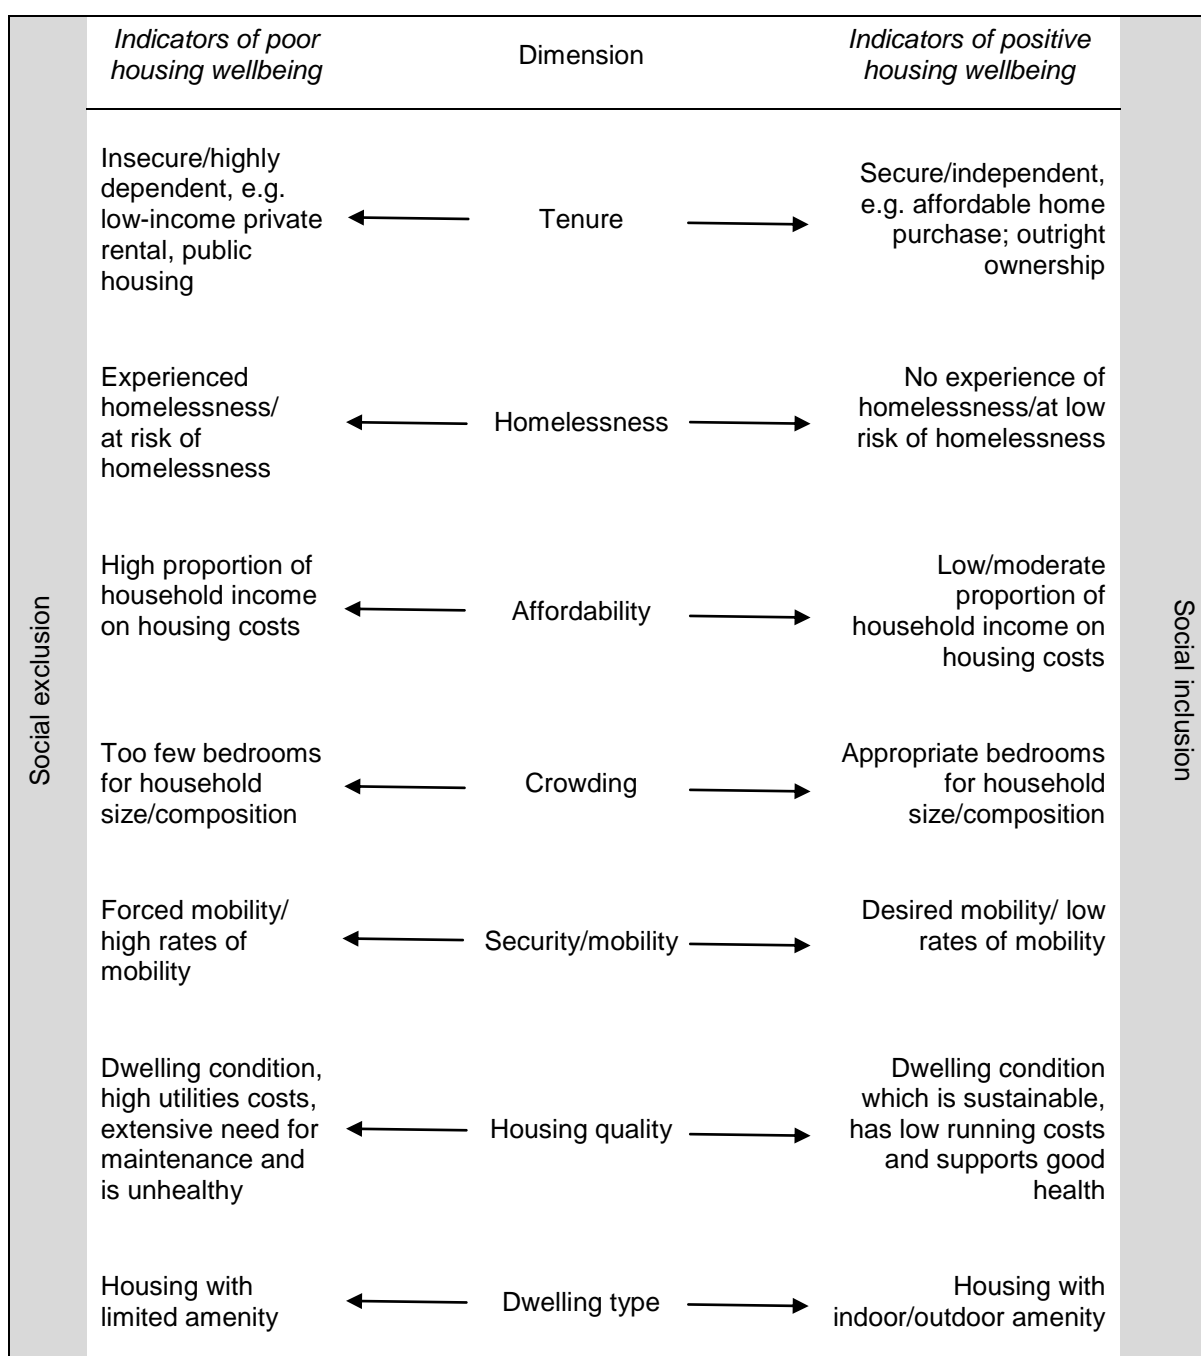 Indicators of poor
housing wellbeing
Dimension
Indicators of positive
housing wellbeing
Social exclusion
Insecure/highly
dependent, e.g.
low-income private
rental, public
housing
Tenure
Secure/independent,
e.g. affordable home
purchase; outright
ownership
Experienced
homelessness/
at risk of
homelessness
Homelessness
No experience of
homelessness/at low
risk of homelessness
High proportion of
household income
on housing costs
Affordability
Low/moderate
proportion of
household income on
housing costs
Too few bedrooms
for household
size/composition
Crowding
Appropriate bedrooms
for household
size/composition
Forced mobility/
high rates of
mobility
Security/mobility
Desired mobility/ low
rates of mobility
Dwelling condition,
high utilities costs,
extensive need for
maintenance and
is unhealthy
Housing quality
Dwelling condition
which is sustainable,
has low running costs
and supports good
health
Housing with
limited amenity
Dwelling type
Housing with
indoor/outdoor amenity
Social inclusion